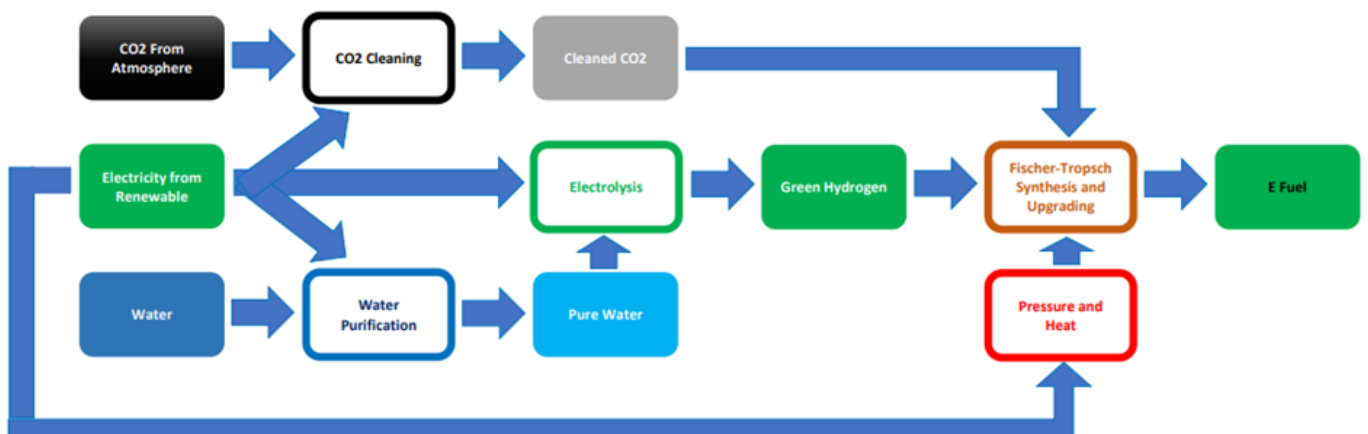 CO2 From
Atmosphere
CO2 Cleaning
Cleaned CO2
Electricity from
Renewable
Electrolysis
Green Hydrogen
Fischer-Tropsch
Synthesis and
Upgrading
E Fuel
Water
Water
Purification
Pure Water
Pressure and
Heat